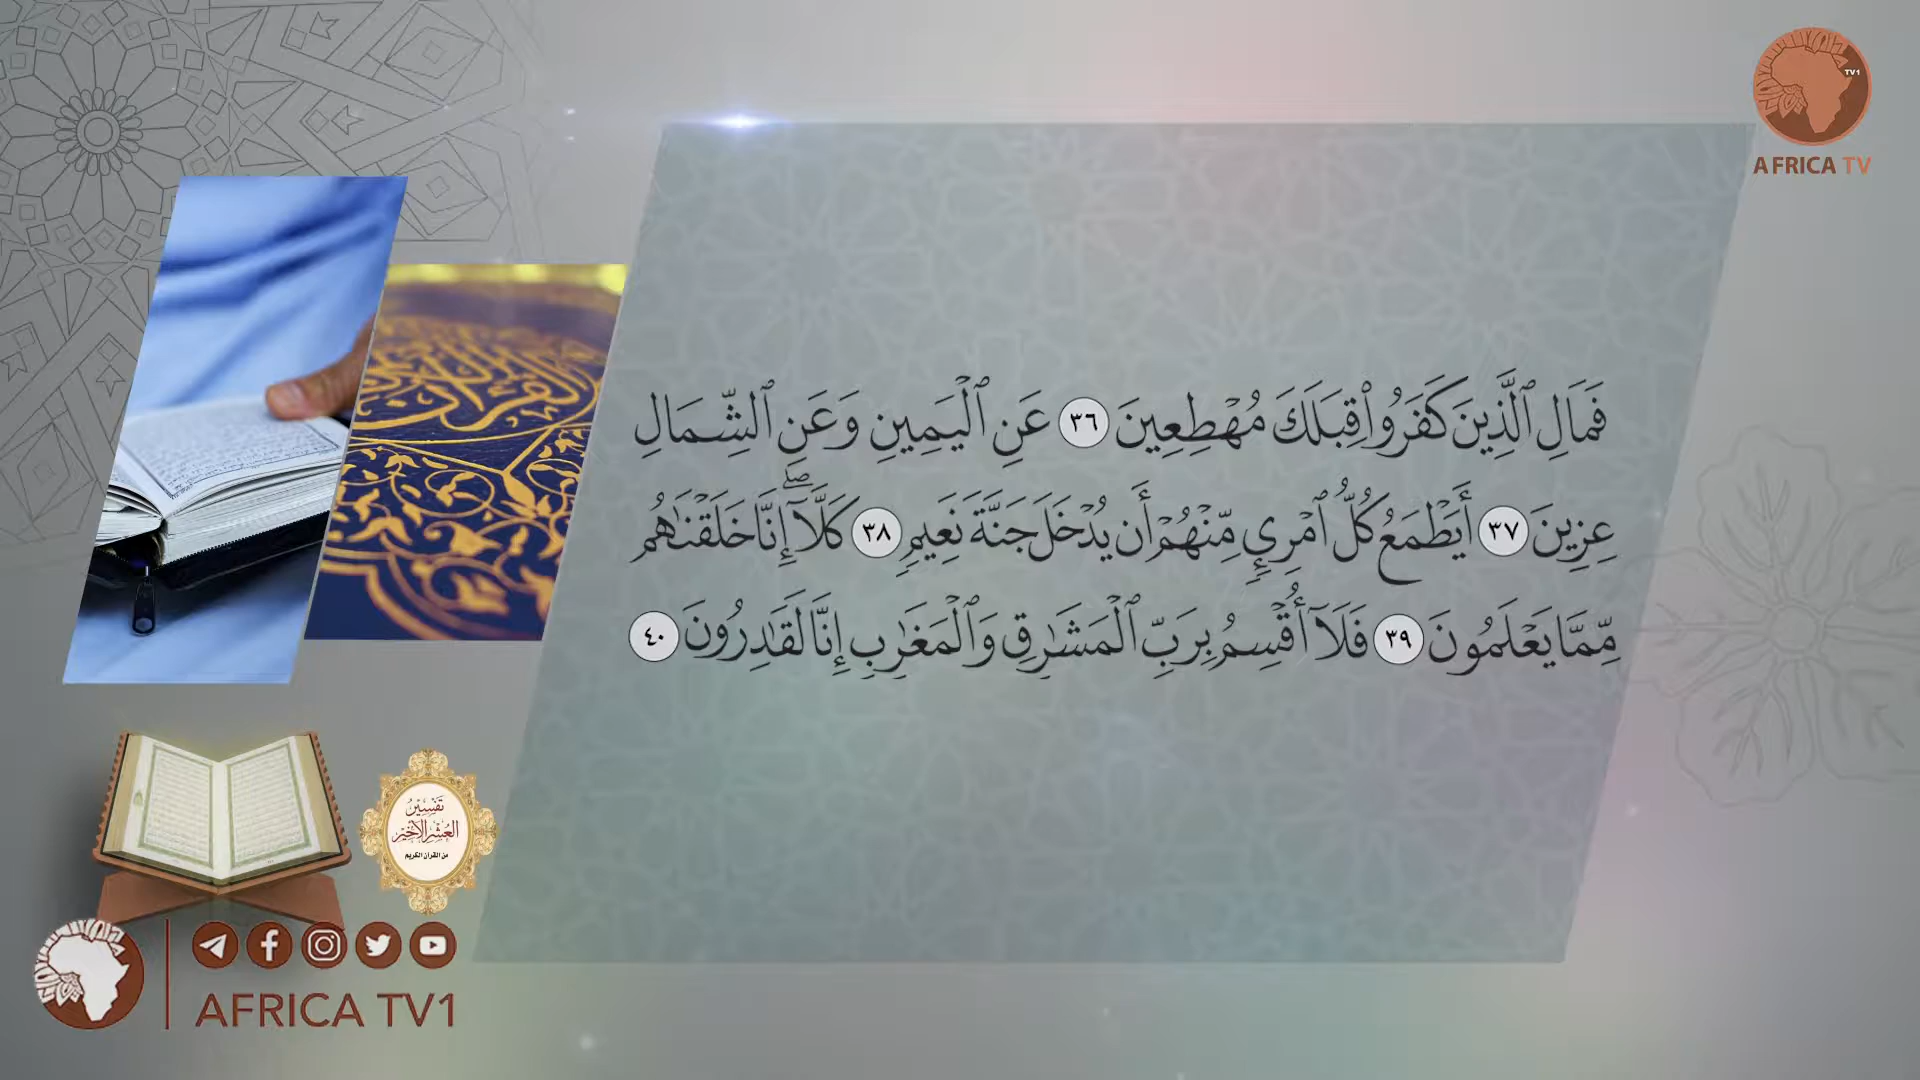 TV1
AFRICA TV
فَمَالِ ٱلَّذِينَ كَفَرُوا۟ قِبَلَكَ مُهْطِعِينَ ٣٦ عَنِ ٱلْيَمِينِ وَعَنِ ٱلشِّمَالِ
عِزِينَ ٣٧ أَيَطْمَعُ كُلُّ ٱمْرِئٍ مِّنْهُمْ أَن يُدْخَلَ جَنَّةَ نَعِيمٍ ٣٨ كَلَّآ ۖ إِنَّا خَلَقْنَٰهُم
مِّمَّا يَعْلَمُونَ ٣٩ فَلَآ أُقْسِمُ بِرَبِّ ٱلْمَشَٰرِقِ وَٱلْمَغَٰرِبِ إِنَّا لَقَٰدِرُونَ ٤٠
تفسير
العشر الأخير
من القرآن الكريم
AFRICA TV1